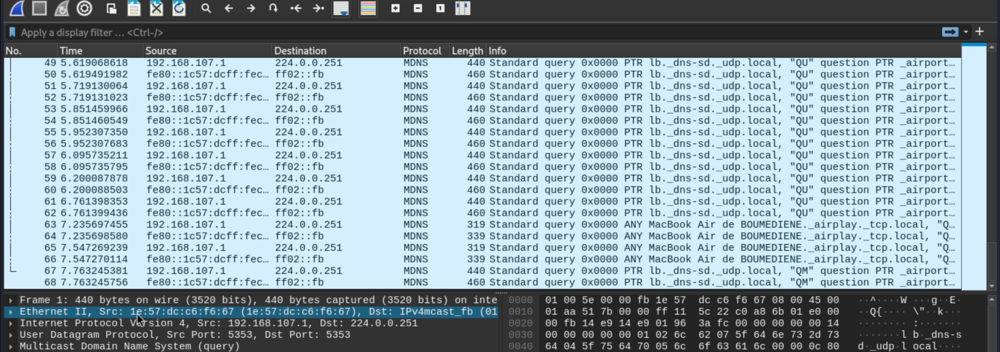 Apply a display filter … <Ctrl-/>
No. Time Source Destination Protocol Length Info
49 5.619068618 192.168.107.1 224.0.0.251 MDNS 440 Standard query 0x0000 PTR lb._dns-sd._udp.local, "QU" question PTR _airport…
50 5.619491982 fe80::1c57:dcff:fec… ff02::fb MDNS 460 Standard query 0x0000 PTR lb._dns-sd._udp.local, "QU" question PTR _airport…
51 5.719130064 192.168.107.1 224.0.0.251 MDNS 440 Standard query 0x0000 PTR lb._dns-sd._udp.local, "QU" question PTR _airport…
52 5.719131023 fe80::1c57:dcff:fec… ff02::fb MDNS 460 Standard query 0x0000 PTR lb._dns-sd._udp.local, "QU" question PTR _airport…
53 5.851459966 192.168.107.1 224.0.0.251 MDNS 440 Standard query 0x0000 PTR lb._dns-sd._udp.local, "QU" question PTR _airport…
54 5.851460549 fe80::1c57:dcff:fec… ff02::fb MDNS 460 Standard query 0x0000 PTR lb._dns-sd._udp.local, "QU" question PTR _airport…
55 5.952307350 192.168.107.1 224.0.0.251 MDNS 440 Standard query 0x0000 PTR lb._dns-sd._udp.local, "QU" question PTR _airport…
56 5.952307683 fe80::1c57:dcff:fec… ff02::fb MDNS 460 Standard query 0x0000 PTR lb._dns-sd._udp.local, "QU" question PTR _airport…
57 6.095735211 192.168.107.1 224.0.0.251 MDNS 440 Standard query 0x0000 PTR lb._dns-sd._udp.local, "QU" question PTR _airport…
58 6.095735795 fe80::1c57:dcff:fec… ff02::fb MDNS 460 Standard query 0x0000 PTR lb._dns-sd._udp.local, "QU" question PTR _airport…
59 6.200087878 192.168.107.1 224.0.0.251 MDNS 440 Standard query 0x0000 PTR lb._dns-sd._udp.local, "QU" question PTR _airport…
60 6.200088503 fe80::1c57:dcff:fec… ff02::fb MDNS 460 Standard query 0x0000 PTR lb._dns-sd._udp.local, "QU" question PTR _airport…
61 6.761398353 192.168.107.1 224.0.0.251 MDNS 440 Standard query 0x0000 PTR lb._dns-sd._udp.local, "QU" question PTR _airport…
62 6.761399436 fe80::1c57:dcff:fec… ff02::fb MDNS 460 Standard query 0x0000 PTR lb._dns-sd._udp.local, "QU" question PTR _airport…
63 7.235697455 192.168.107.1 224.0.0.251 MDNS 319 Standard query 0x0000 ANY MacBook Air de BOUMEDIENE._airplay._tcp.local, "Q…
64 7.235698580 fe80::1c57:dcff:fec… ff02::fb MDNS 339 Standard query 0x0000 ANY MacBook Air de BOUMEDIENE._airplay._tcp.local, "Q…
65 7.547269239 192.168.107.1 224.0.0.251 MDNS 319 Standard query 0x0000 ANY MacBook Air de BOUMEDIENE._airplay._tcp.local, "Q…
66 7.547270114 fe80::1c57:dcff:fec… ff02::fb MDNS 339 Standard query 0x0000 ANY MacBook Air de BOUMEDIENE._airplay._tcp.local, "Q…
67 7.763245381 192.168.107.1 224.0.0.251 MDNS 440 Standard query 0x0000 PTR lb._dns-sd._udp.local, "QM" question PTR _airport…
68 7.763245756 fe80::1c57:dcff:fec… ff02::fb MDNS 460 Standard query 0x0000 PTR lb._dns-sd._udp.local, "QM" question PTR _airport…
Frame 1: 440 bytes on wire (3520 bits), 440 bytes captured (3520 bits) on inte
Ethernet II, Src: 1e:57:dc:c6:f6:67 (1e:57:dc:c6:f6:67), Dst: IPv4mcast_fb (01
Internet Protocol Version 4, Src: 192.168.107.1, Dst: 224.0.0.251
User Datagram Protocol, Src Port: 5353, Dst Port: 5353
Multicast Domain Name System (query)
0000 01 00 5e 00 00 fb 1e 57 dc c6 f6 67 08 00 45 00 ··^····W ···g··E·
0010 01 aa 51 7b 00 00 ff 11 5c 22 c0 a8 6b 01 e0 00 ··Q{···· \"··k···
0020 00 fb 14 e9 14 e9 01 96 3a fc 00 00 00 00 00 14 ········ :·······
0030 00 00 00 00 00 01 02 6c 62 07 5f 64 6e 73 2d 73 ·······l b·_dns-s
0040 64 04 5f 75 64 70 05 6c 6f 63 61 6c 00 00 0c 80 d·_udp·l ocal····